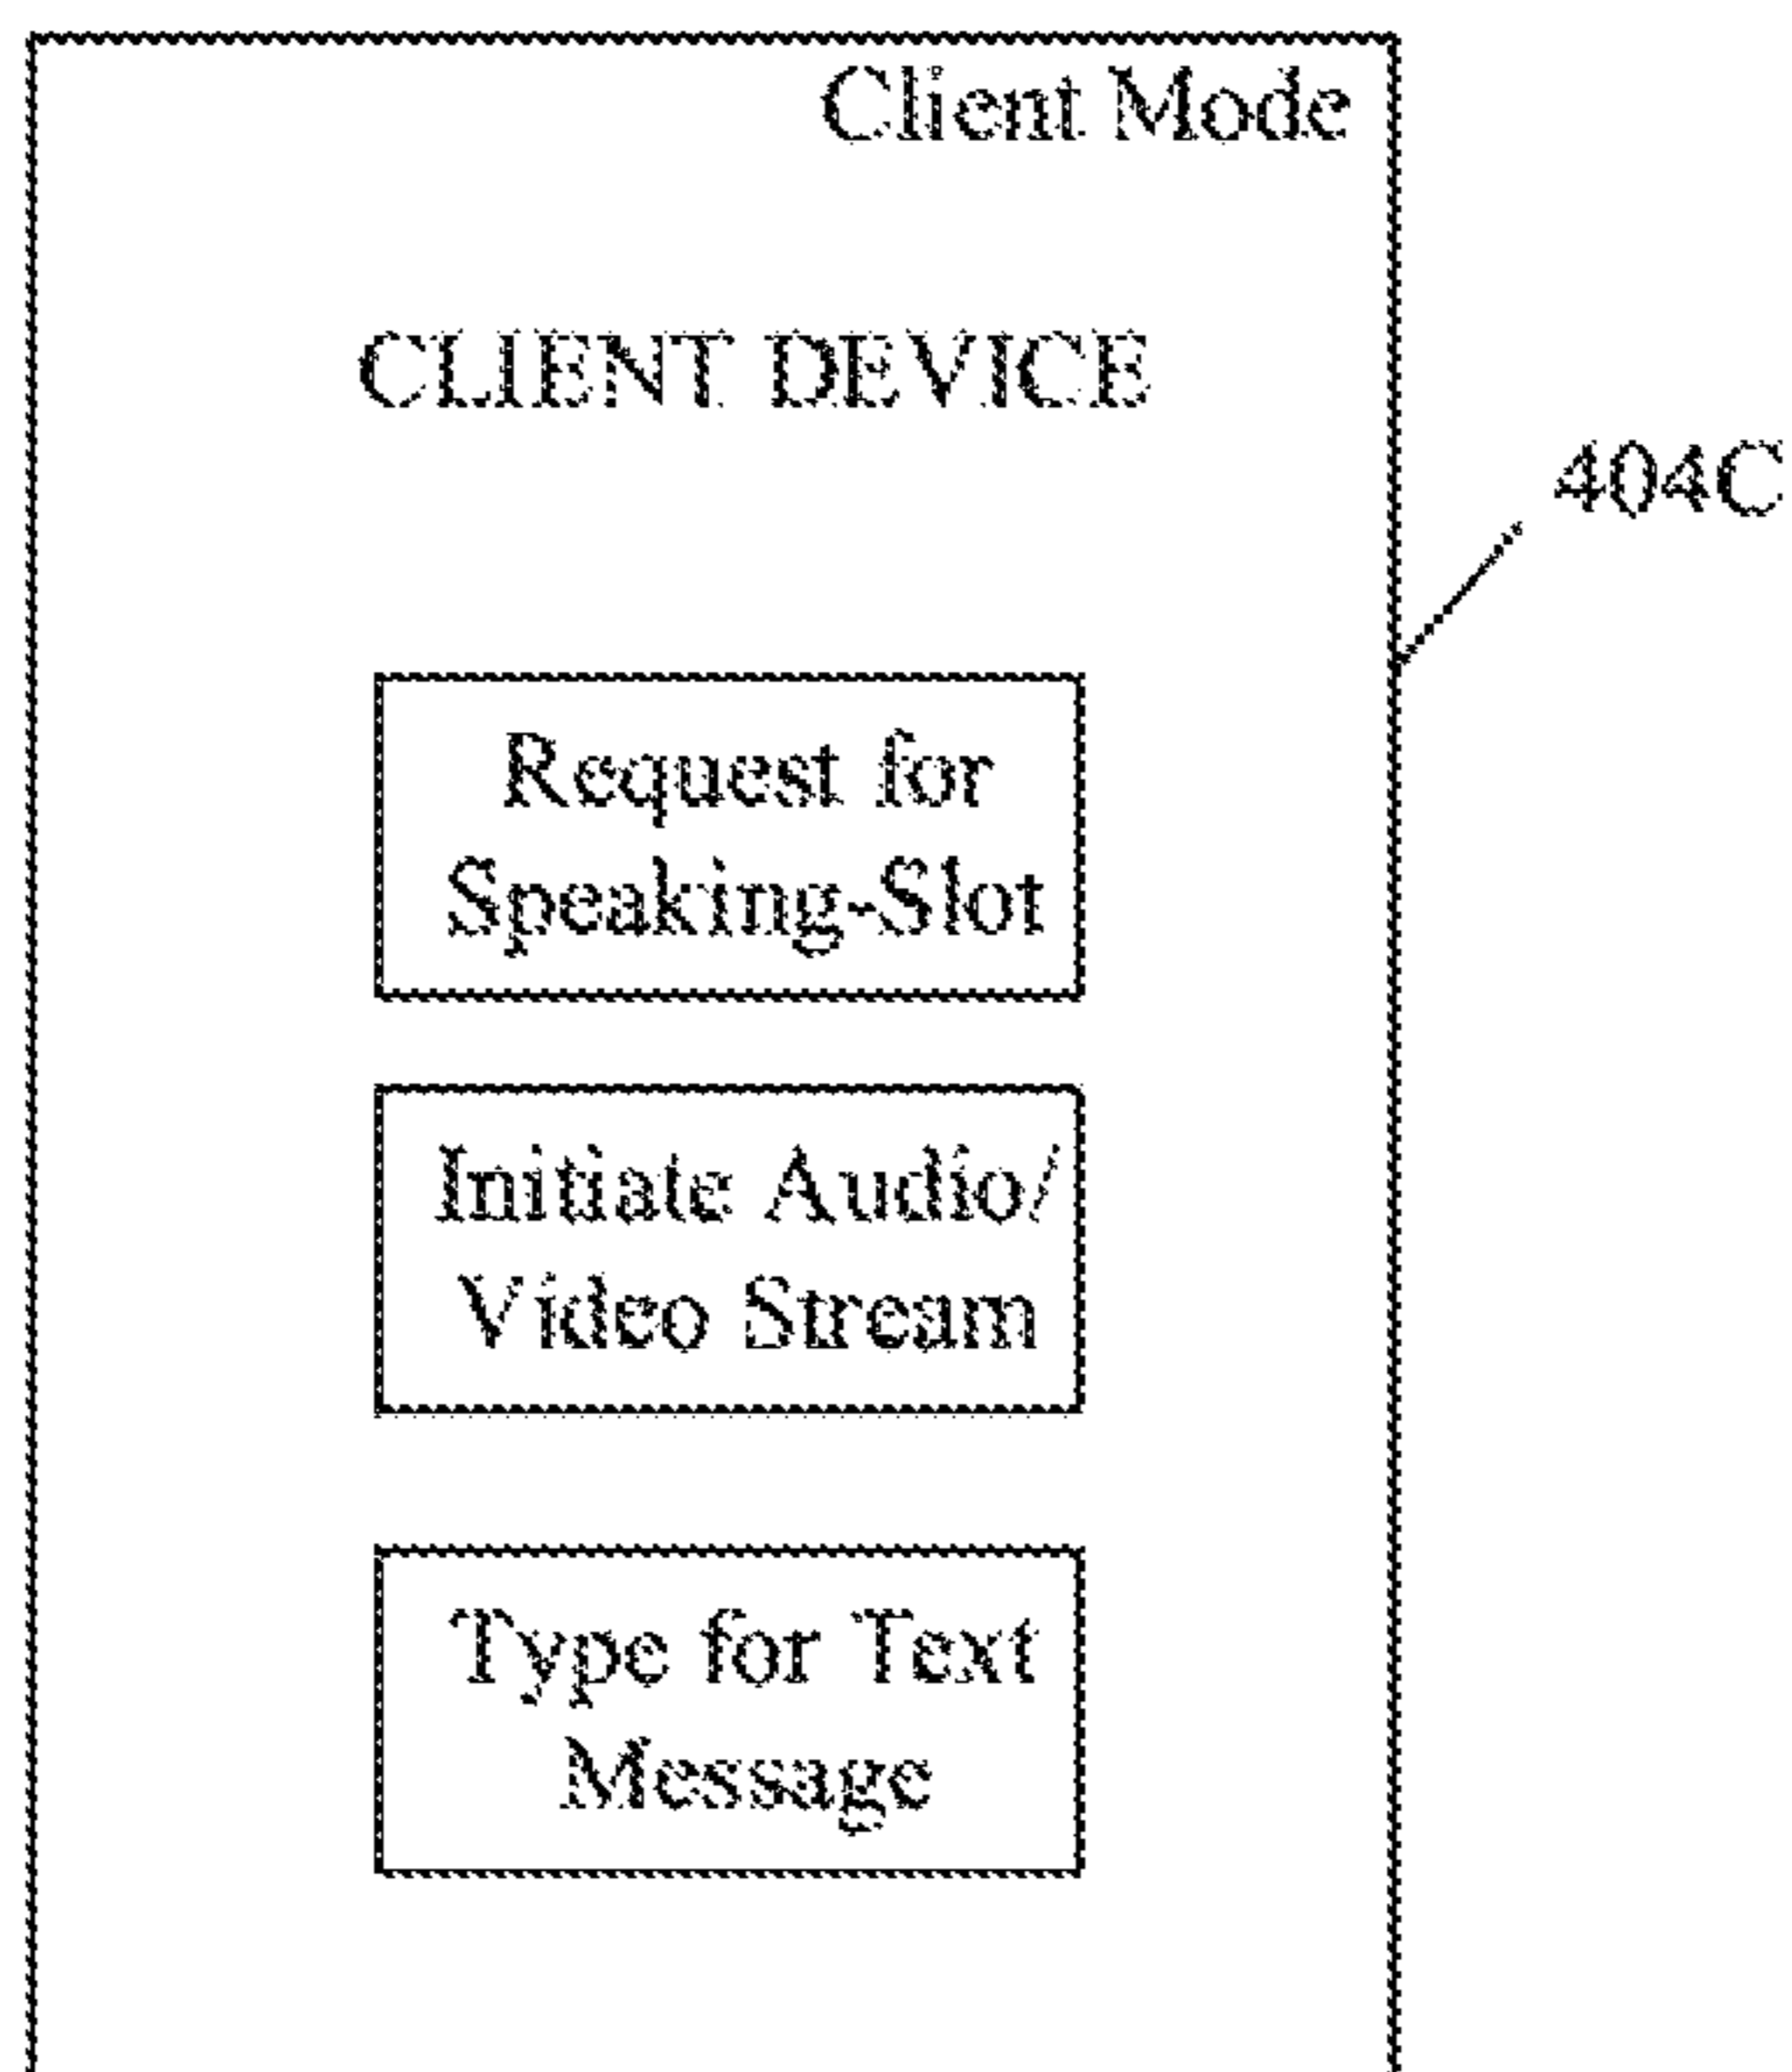 Client Mode
CLIENT DEVICE
404C
Request for
Speaking-Slot
Initiate Audio/
Video Stream
Type for Text
Message